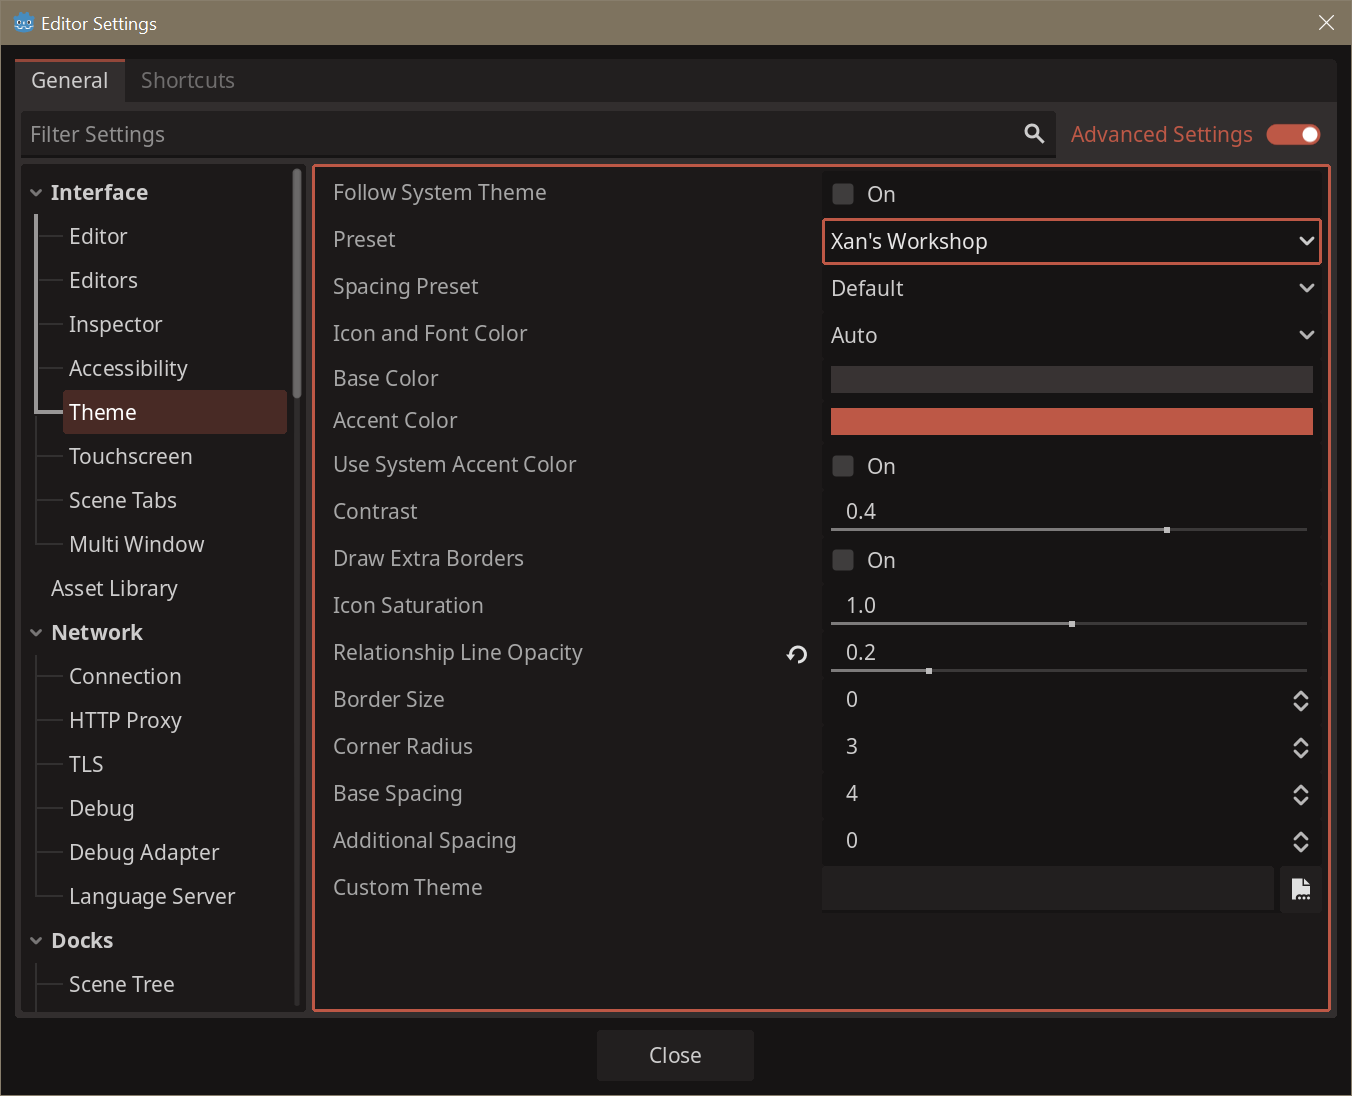 Editor Settings
General
Shortcuts
Filter Settings
Advanced Settings
Interface
Editor
Editors
Inspector
Accessibility
Theme
Touchscreen
Scene Tabs
Multi Window
Asset Library
Network
Connection
HTTP Proxy
TLS
Debug
Debug Adapter
Language Server
Docks
Scene Tree
Follow System Theme On
Preset Xan's Workshop
Spacing Preset Default
Icon and Font Color Auto
Base Color
Accent Color
Use System Accent Color On
Contrast 0.4
Draw Extra Borders On
Icon Saturation 1.0
Relationship Line Opacity 0.2
Border Size 0
Corner Radius 3
Base Spacing 4
Additional Spacing 0
Custom Theme
Close